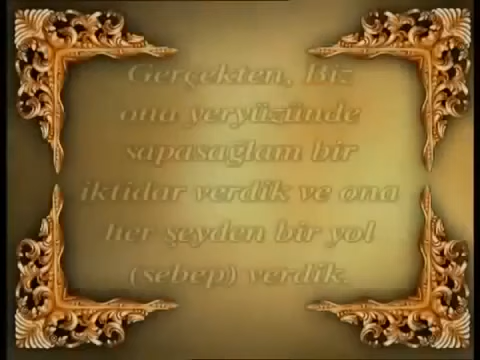 Gerçekten, Biz
ona yeryüzünde
sapasağlam bir
iktidar verdik ve ona
her şeyden bir yol
(sebep) verdik.